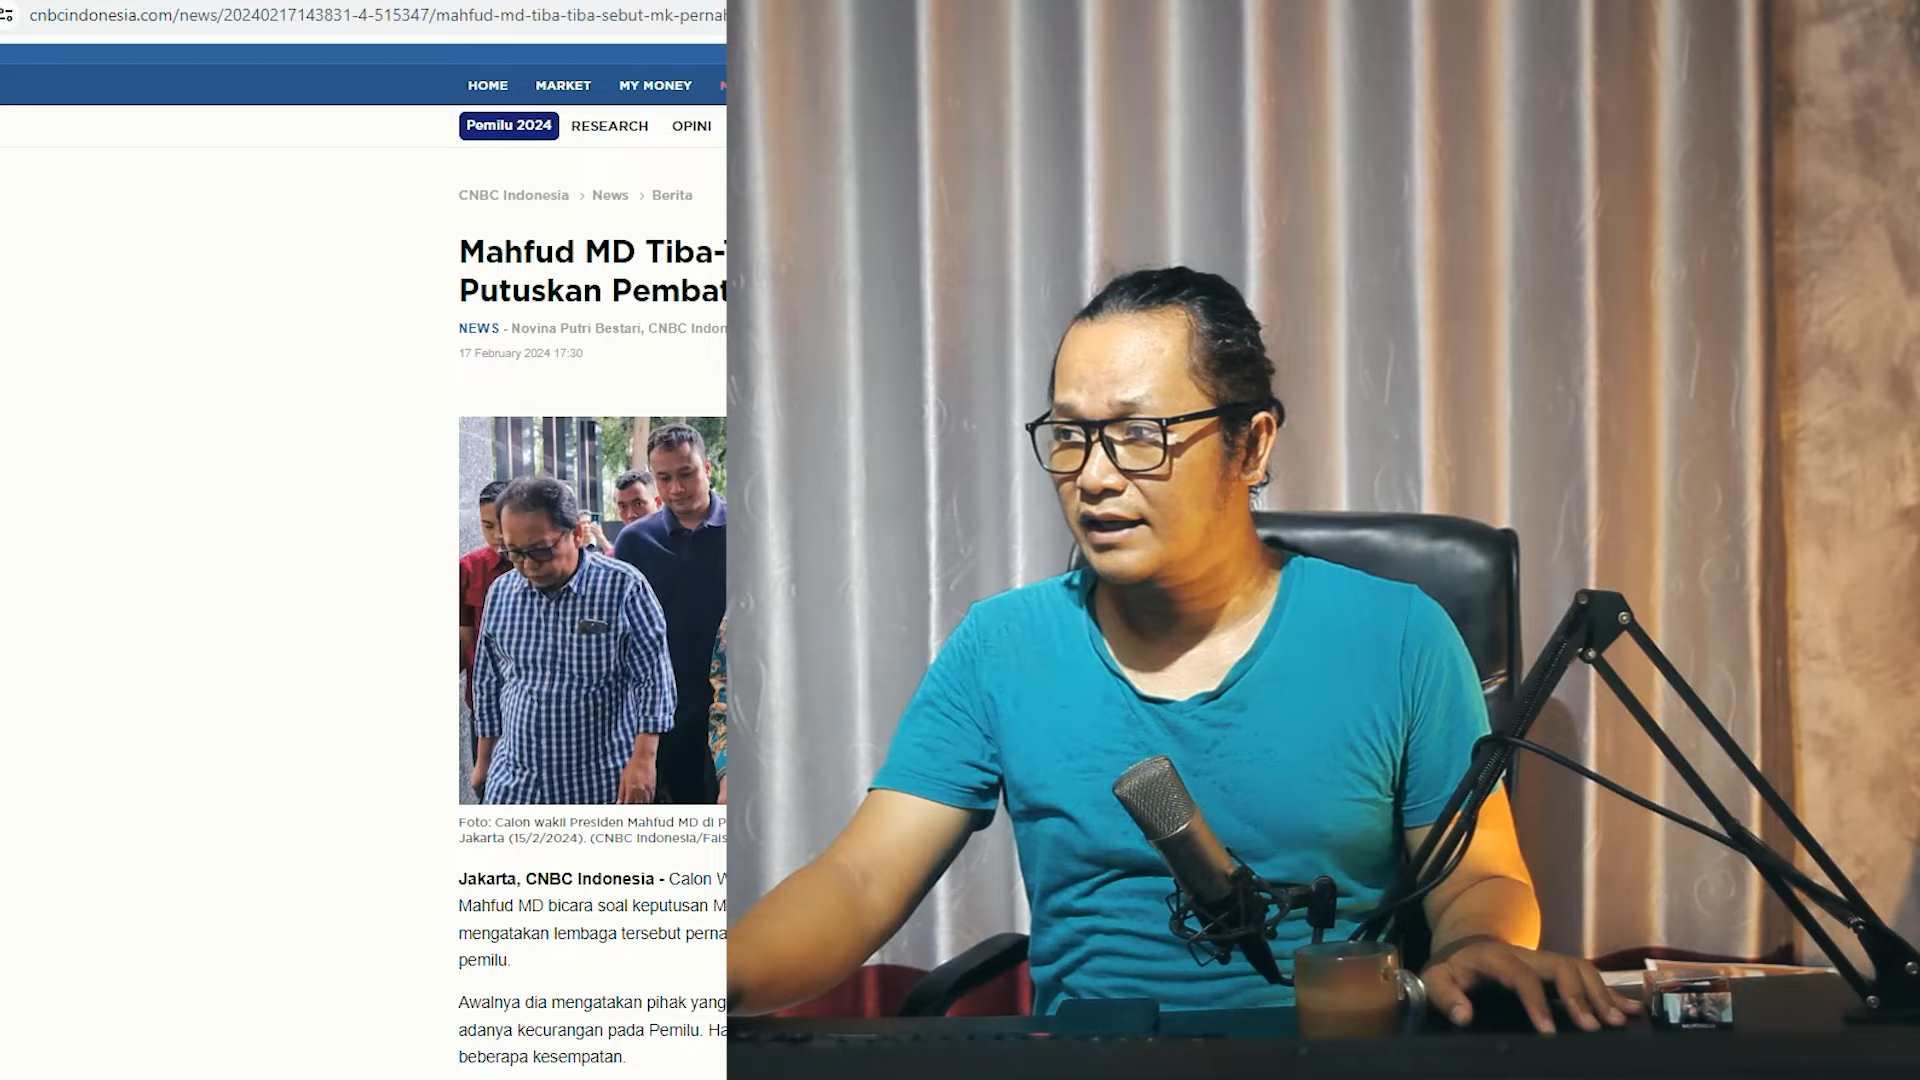 cnbcindonesia.com/news/20240217143831-4-515347/mahfud-md-tiba-tiba-sebut-mk-pernah
HOME MARKET MY MONEY
Pemilu 2024 RESEARCH OPINI
CNBC Indonesia > News > Berita
Mahfud MD Tiba-
Putuskan Pembat
NEWS - Novina Putri Bestari, CNBC Indon
17 February 2024 17:30
Foto: Calon wakil Presiden Mahfud MD di P
Jakarta (15/2/2024). (CNBC Indonesia/Fais
Jakarta, CNBC Indonesia - Calon W
Mahfud MD bicara soal keputusan M
mengatakan lembaga tersebut perna
pemilu.
Awalnya dia mengatakan pihak yang
adanya kecurangan pada Pemilu. Ha
beberapa kesempatan.